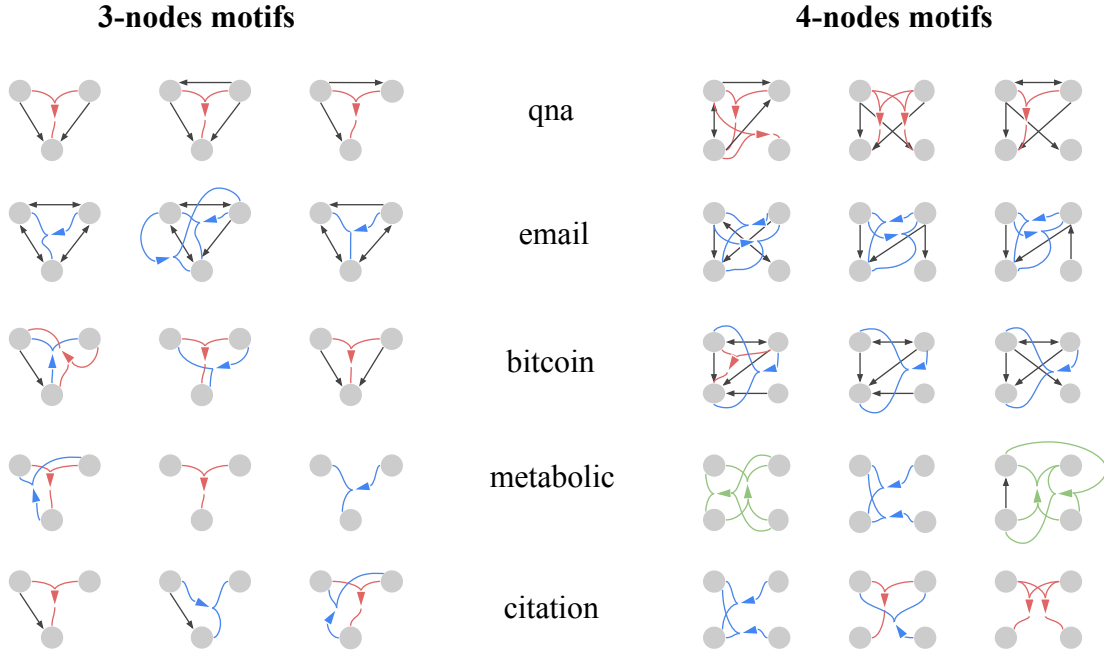 3-nodes motifs
4-nodes motifs
qna
email
bitcoin
metabolic
citation